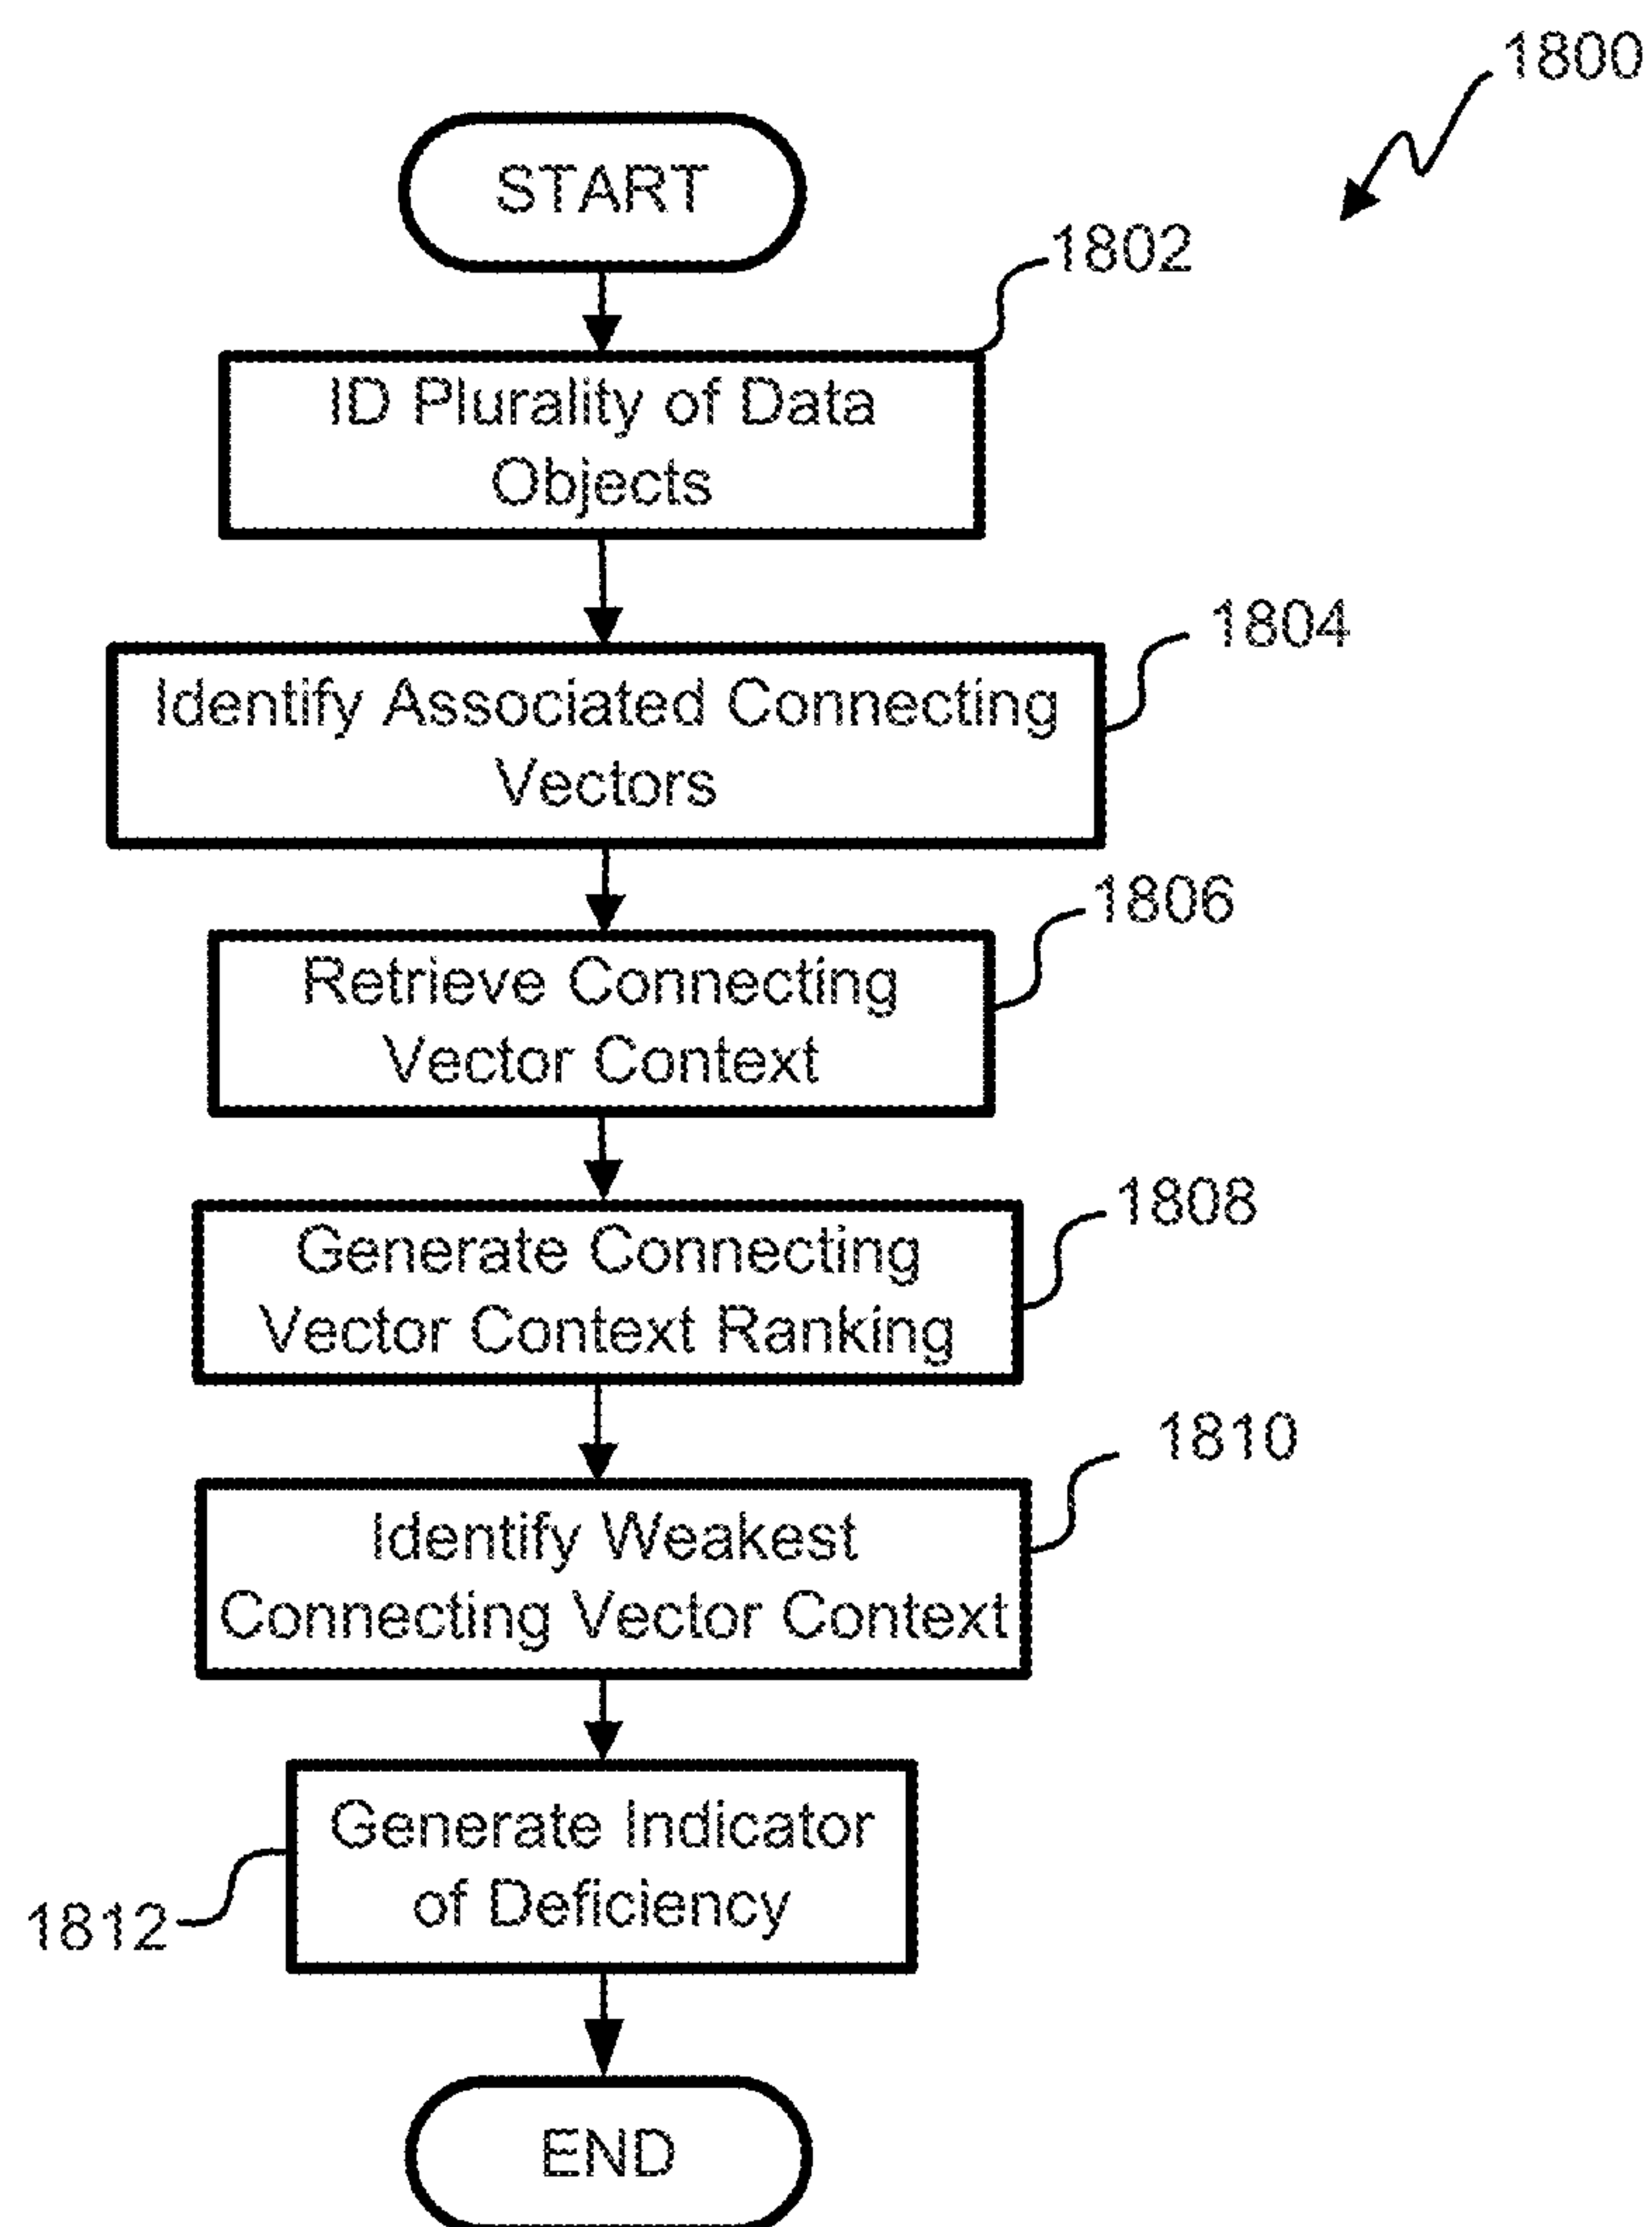 1800
START
1802
ID Plurality of Data
Objects
1804
Identify Associated Connecting
Vectors
1806
Retrieve Connecting
Vector Context
1808
Generate Connecting
Vector Context Ranking
1810
Identify Weakest
Connecting Vector Context
Generate Indicator
of Deficiency
1812
END